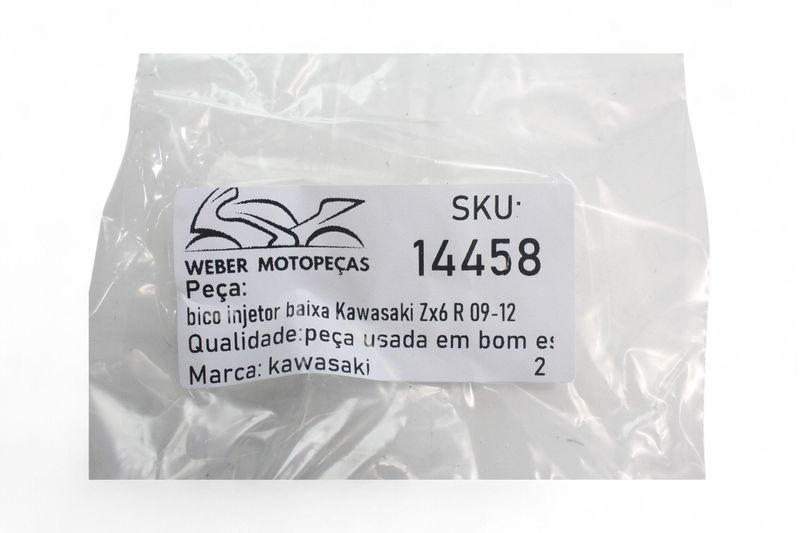 SKU:
14458
WEBER MOTOPEÇAS
Peça:
bico injetor baixa Kawasaki Zx6 R 09-12
Qualidade:peça usada em bom es
Marca: kawasaki 2